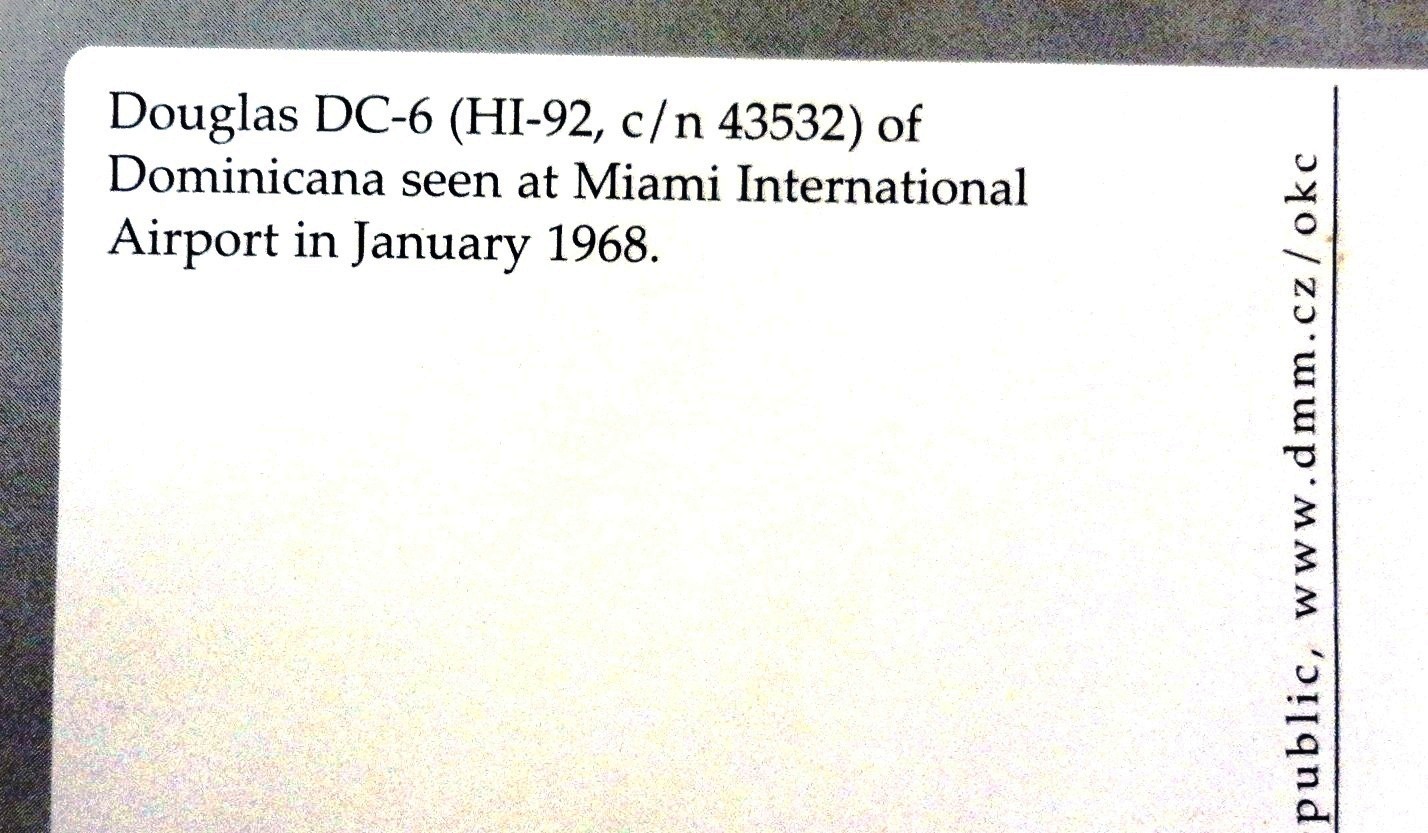 Douglas DC-6 (HI-92, c/n 43532) of
Dominicana seen at Miami International
Airport in January 1968.
public, www.dmm.cz/okc